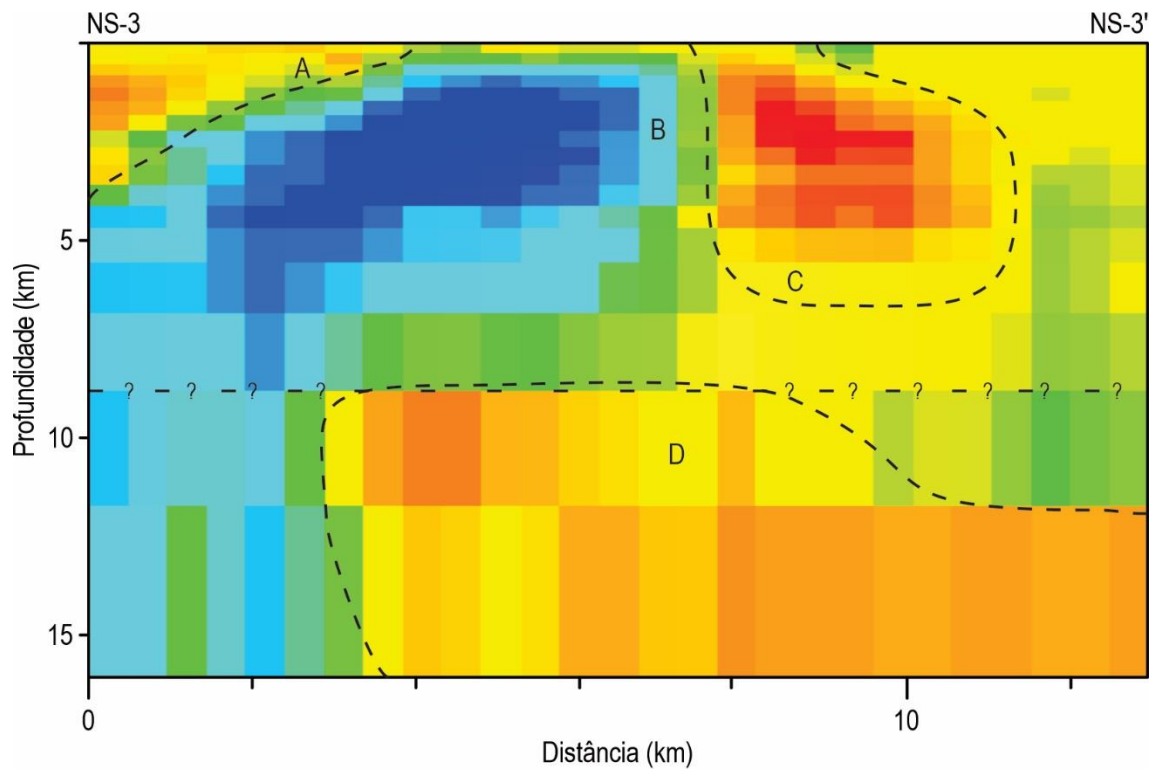 NS-3 NS-3'
A
B
5
C
Profundidade (km)
? ? ? ? ? ? ? ? ? ?
10
D
15
0 10
Distância (km)